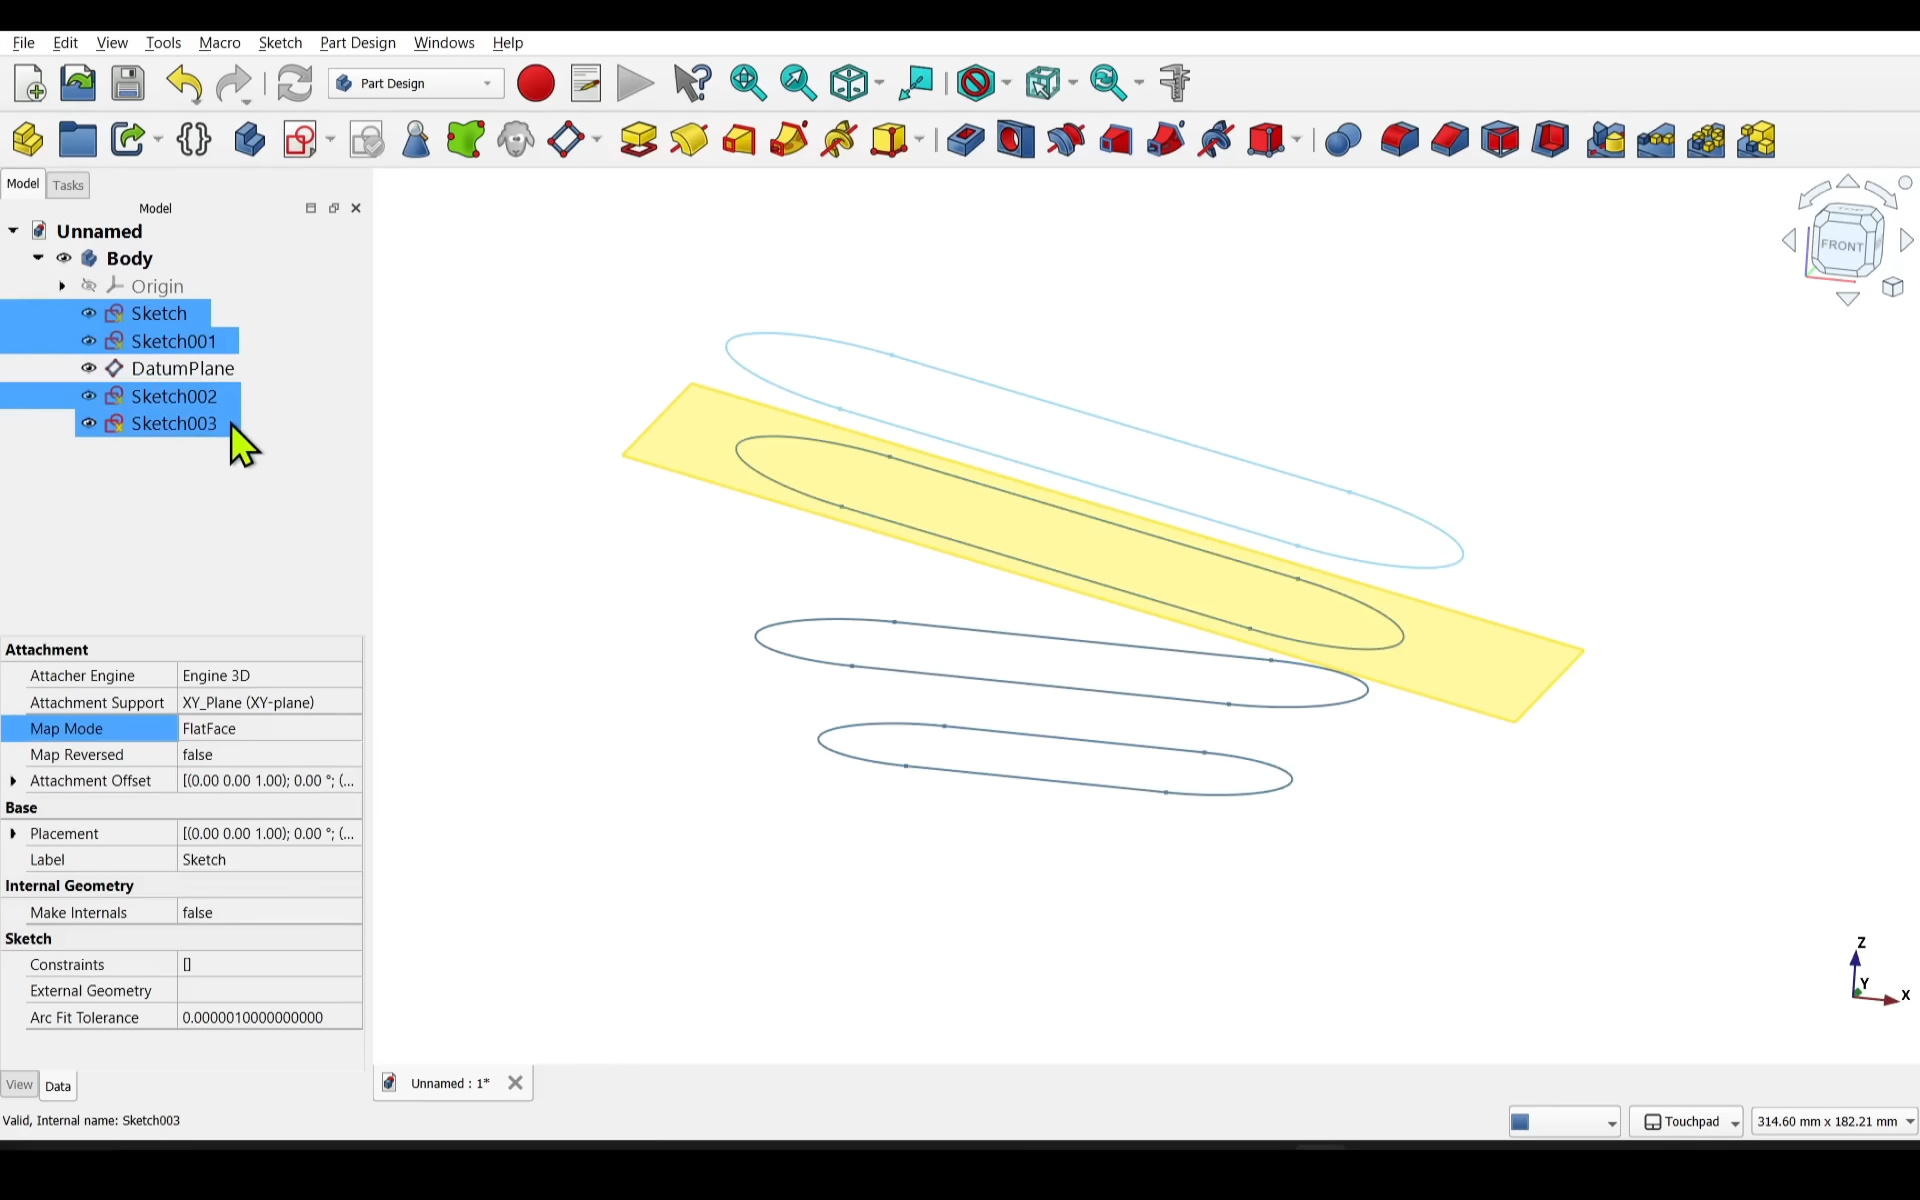 File Edit View Tools Macro Sketch Part Design Windows Help
Part Design
Model Tasks
Model
Unnamed
Body
Origin
Sketch
Sketch001
DatumPlane
Sketch002
Sketch003
FRONT
Attachment
Attacher Engine Engine 3D
Attachment Support XY_Plane (XY-plane)
Map Mode FlatFace
Map Reversed false
Attachment Offset [(0.00 0.00 1.00); 0.00 °; (...
Base
Placement [(0.00 0.00 1.00); 0.00 °; (...
Label Sketch
Internal Geometry
Make Internals false
Sketch
Constraints []
External Geometry
Arc Fit Tolerance 0.0000010000000000
Z
Y
X
View Data
Unnamed : 1*
Valid, Internal name: Sketch003
Touchpad
314.60 mm x 182.21 mm